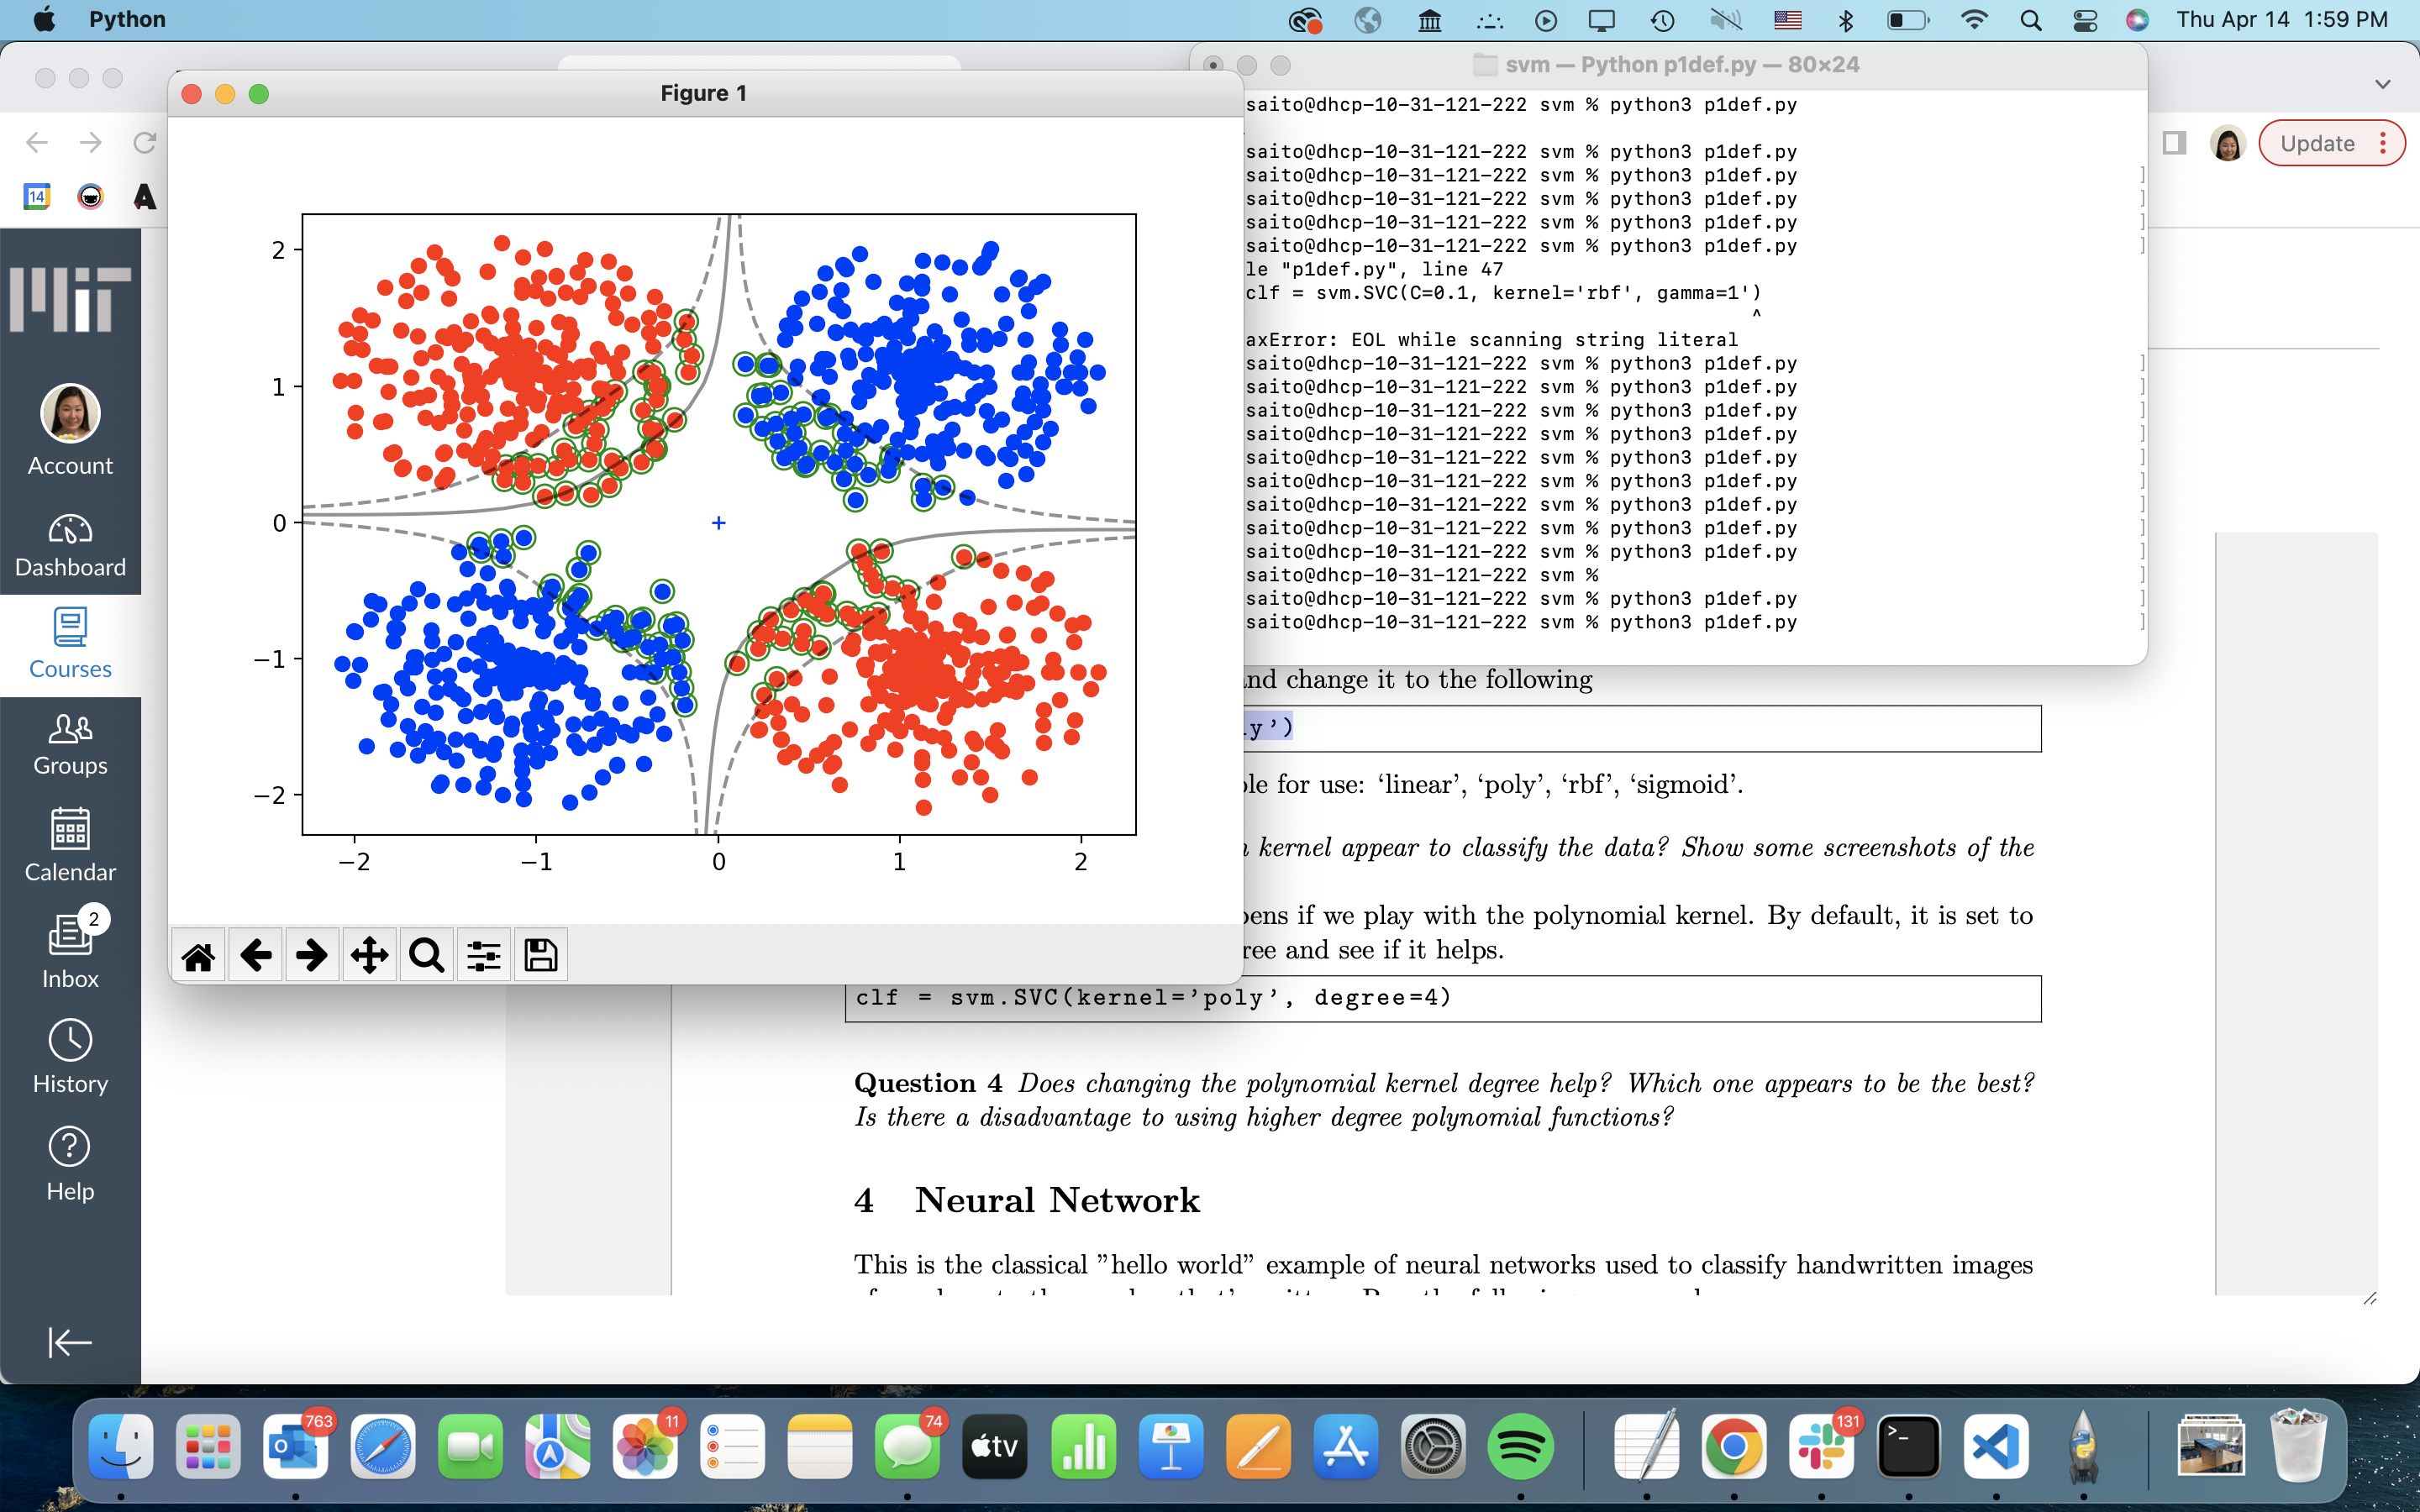 Python
Thu Apr 14 1:59 PM
svm — Python p1def.py — 80×24
Figure 1
Update
14
saito@dhcp-10-31-121-222 svm % python3 p1def.py
saito@dhcp-10-31-121-222 svm % python3 p1def.py
saito@dhcp-10-31-121-222 svm % python3 p1def.py
saito@dhcp-10-31-121-222 svm % python3 p1def.py
saito@dhcp-10-31-121-222 svm % python3 p1def.py
saito@dhcp-10-31-121-222 svm % python3 p1def.py
le "p1def.py", line 47
clf = svm.SVC(C=0.1, kernel='rbf', gamma=1')
^
axError: EOL while scanning string literal
saito@dhcp-10-31-121-222 svm % python3 p1def.py
saito@dhcp-10-31-121-222 svm % python3 p1def.py
saito@dhcp-10-31-121-222 svm % python3 p1def.py
saito@dhcp-10-31-121-222 svm % python3 p1def.py
saito@dhcp-10-31-121-222 svm % python3 p1def.py
saito@dhcp-10-31-121-222 svm % python3 p1def.py
saito@dhcp-10-31-121-222 svm % python3 p1def.py
saito@dhcp-10-31-121-222 svm % python3 p1def.py
saito@dhcp-10-31-121-222 svm % python3 p1def.py
saito@dhcp-10-31-121-222 svm %
saito@dhcp-10-31-121-222 svm % python3 p1def.py
saito@dhcp-10-31-121-222 svm % python3 p1def.py
2
1
0
−1
−2
−2
−1
0
1
2
MIT
Account
Dashboard
Courses
Groups
Calendar
2
Inbox
History
Help
and change it to the following
y’)
ble for use: ‘linear’, ‘poly’, ‘rbf’, ‘sigmoid’.
kernel appear to classify the data? Show some screenshots of the
pens if we play with the polynomial kernel. By default, it is set to
ree and see if it helps.
clf = svm.SVC(kernel=’poly’, degree=4)
Question 4 Does changing the polynomial kernel degree help? Which one appears to be the best?
Is there a disadvantage to using higher degree polynomial functions?
4 Neural Network
This is the classical ”hello world” example of neural networks used to classify handwritten images
763
11
74
tv
131